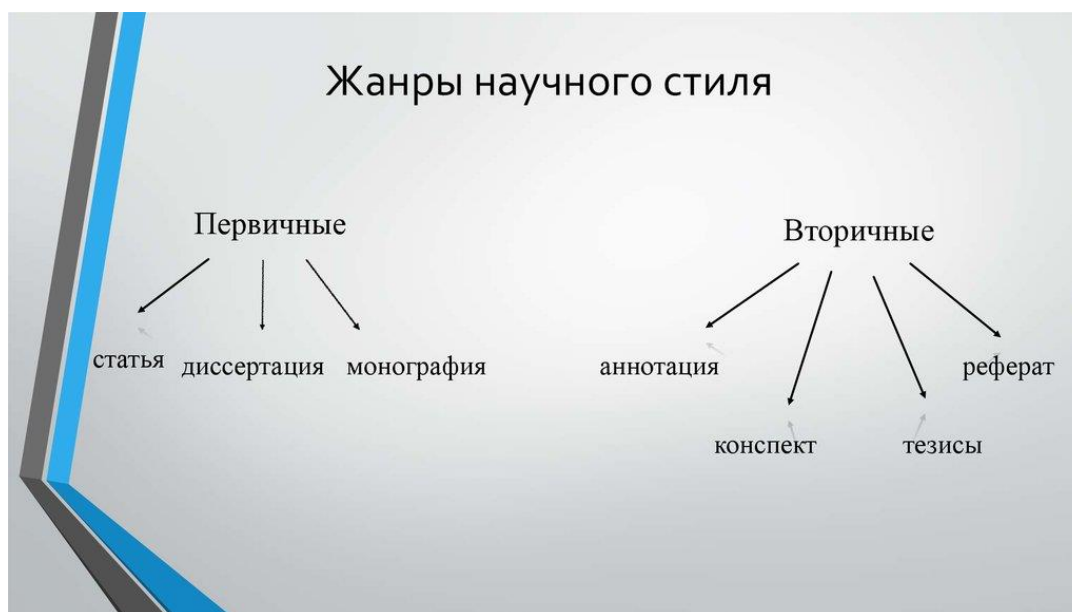 Жанры научного стиля
Первичные
статья
диссертация
монография
Вторичные
аннотация
конспект
тезисы
реферат